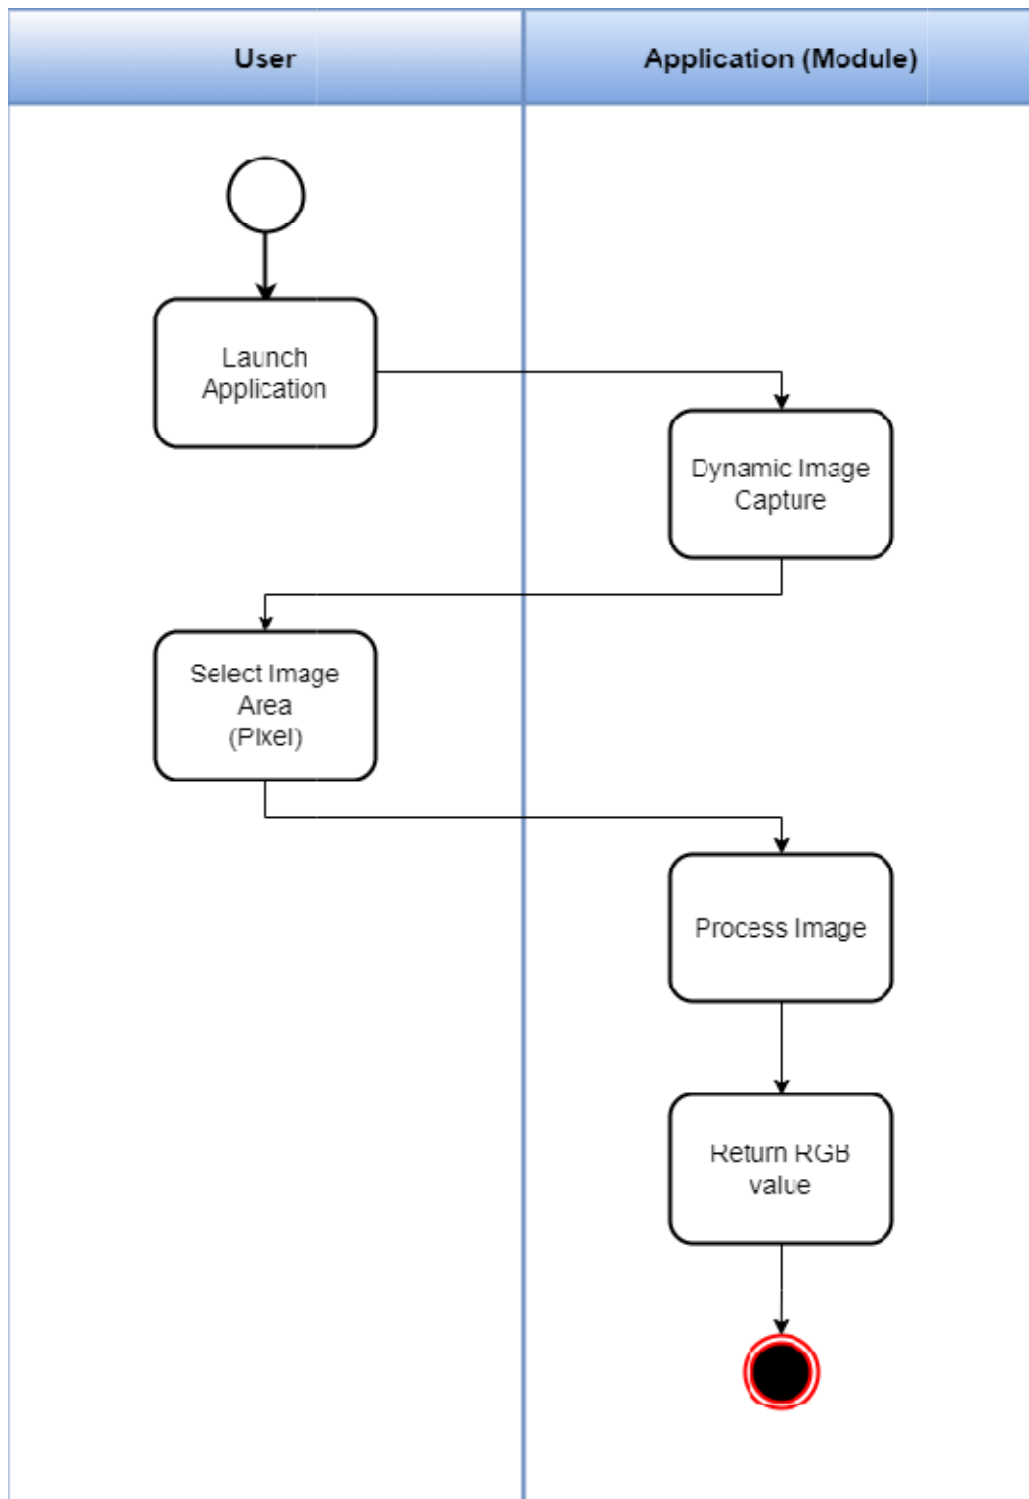 User
Application (Module)
Launch
Application
Dynamic Image
Capture
Select Image
Area
(Pixel)
Process Image
Return RGB
value